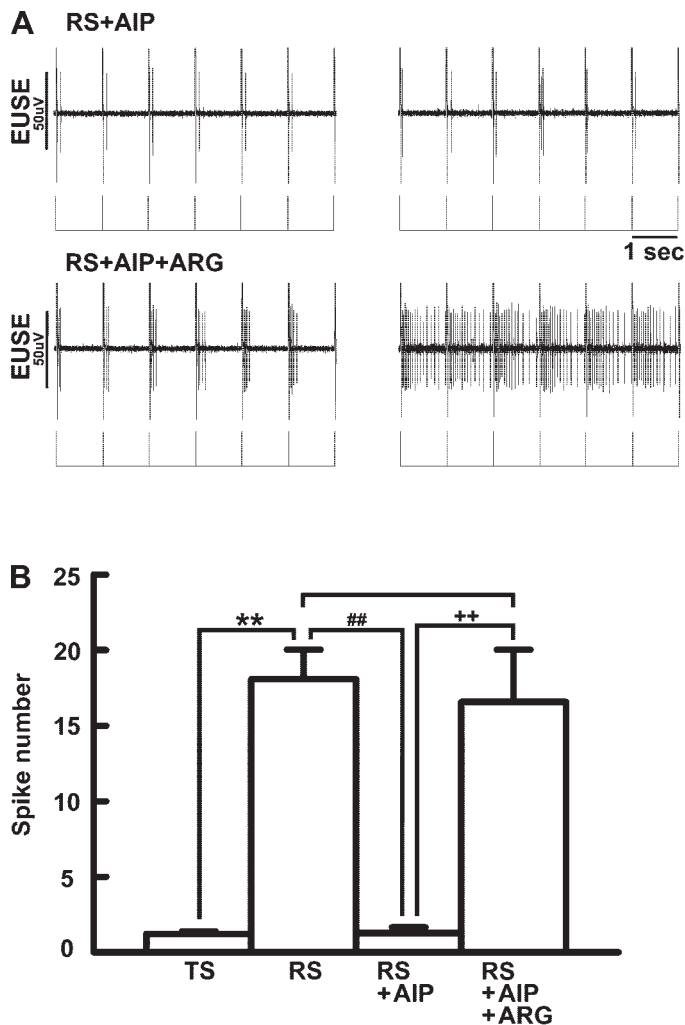 A
RS+AIP
EUSE
50uV
1 sec
RS+AIP+ARG
EUSE
50uV
B
Spike number
25
20
15
10
5
0
**
##
++
TS
RS
RS
+AIP
RS
+AIP
+ARG